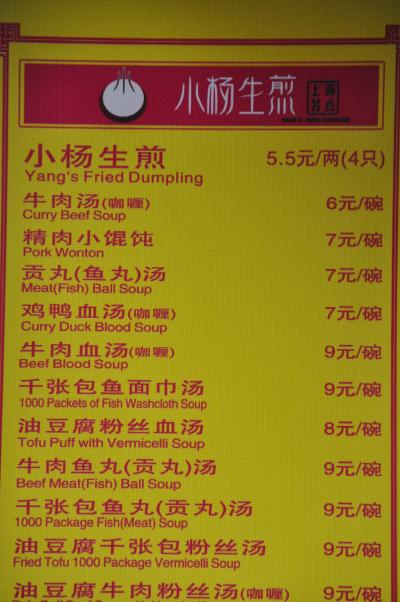 小杨生煎
上海
名点
小杨生煎 5.5元/两(4只)
Yang's Fried Dumpling
牛肉汤(咖喱) 6元/碗
Curry Beef Soup
精肉小馄饨 7元/碗
Pork Wonton
贡丸(鱼丸)汤 7元/碗
Meat(Fish) Ball Soup
鸡鸭血汤(咖喱) 7元/碗
Curry Duck Blood Soup
牛肉血汤(咖喱) 9元/碗
Beef Blood Soup
千张包鱼面巾汤 9元/碗
1000 Packets of Fish Washcloth Soup
油豆腐粉丝血汤 8元/碗
Tofu Puff with Vermicelli Soup
牛肉鱼丸(贡丸)汤 9元/碗
Beef Meat(Fish) Ball Soup
千张包鱼丸(贡丸)汤 9元/碗
1000 Package Fish(Meat) Soup
油豆腐千张包粉丝汤 9元/碗
Fried Tofu 1000 Package Vermicelli Soup
油豆腐牛肉粉丝汤(咖喱) 9元/碗